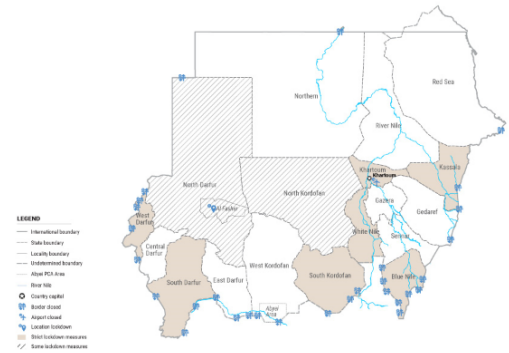 Red Sea
Northern
River Nile
Khartoum
Khartoum
Kassala
North Darfur
North Kordofan
Al Fasher
Gazera
Gedaref
West
Darfur
White Nile
Sennar
Central
Darfur
West Kordofan
South Darfur
East Darfur
South Kordofan
Blue Nile
Abyei
Area
LEGEND
International boundary
State boundary
Locality boundary
Undetermined boundary
Abyei PCA Area
River Nile
Country capital
Border closed
Airport closed
Location lockdown
Strict lockdown measures
Some lockdown measures